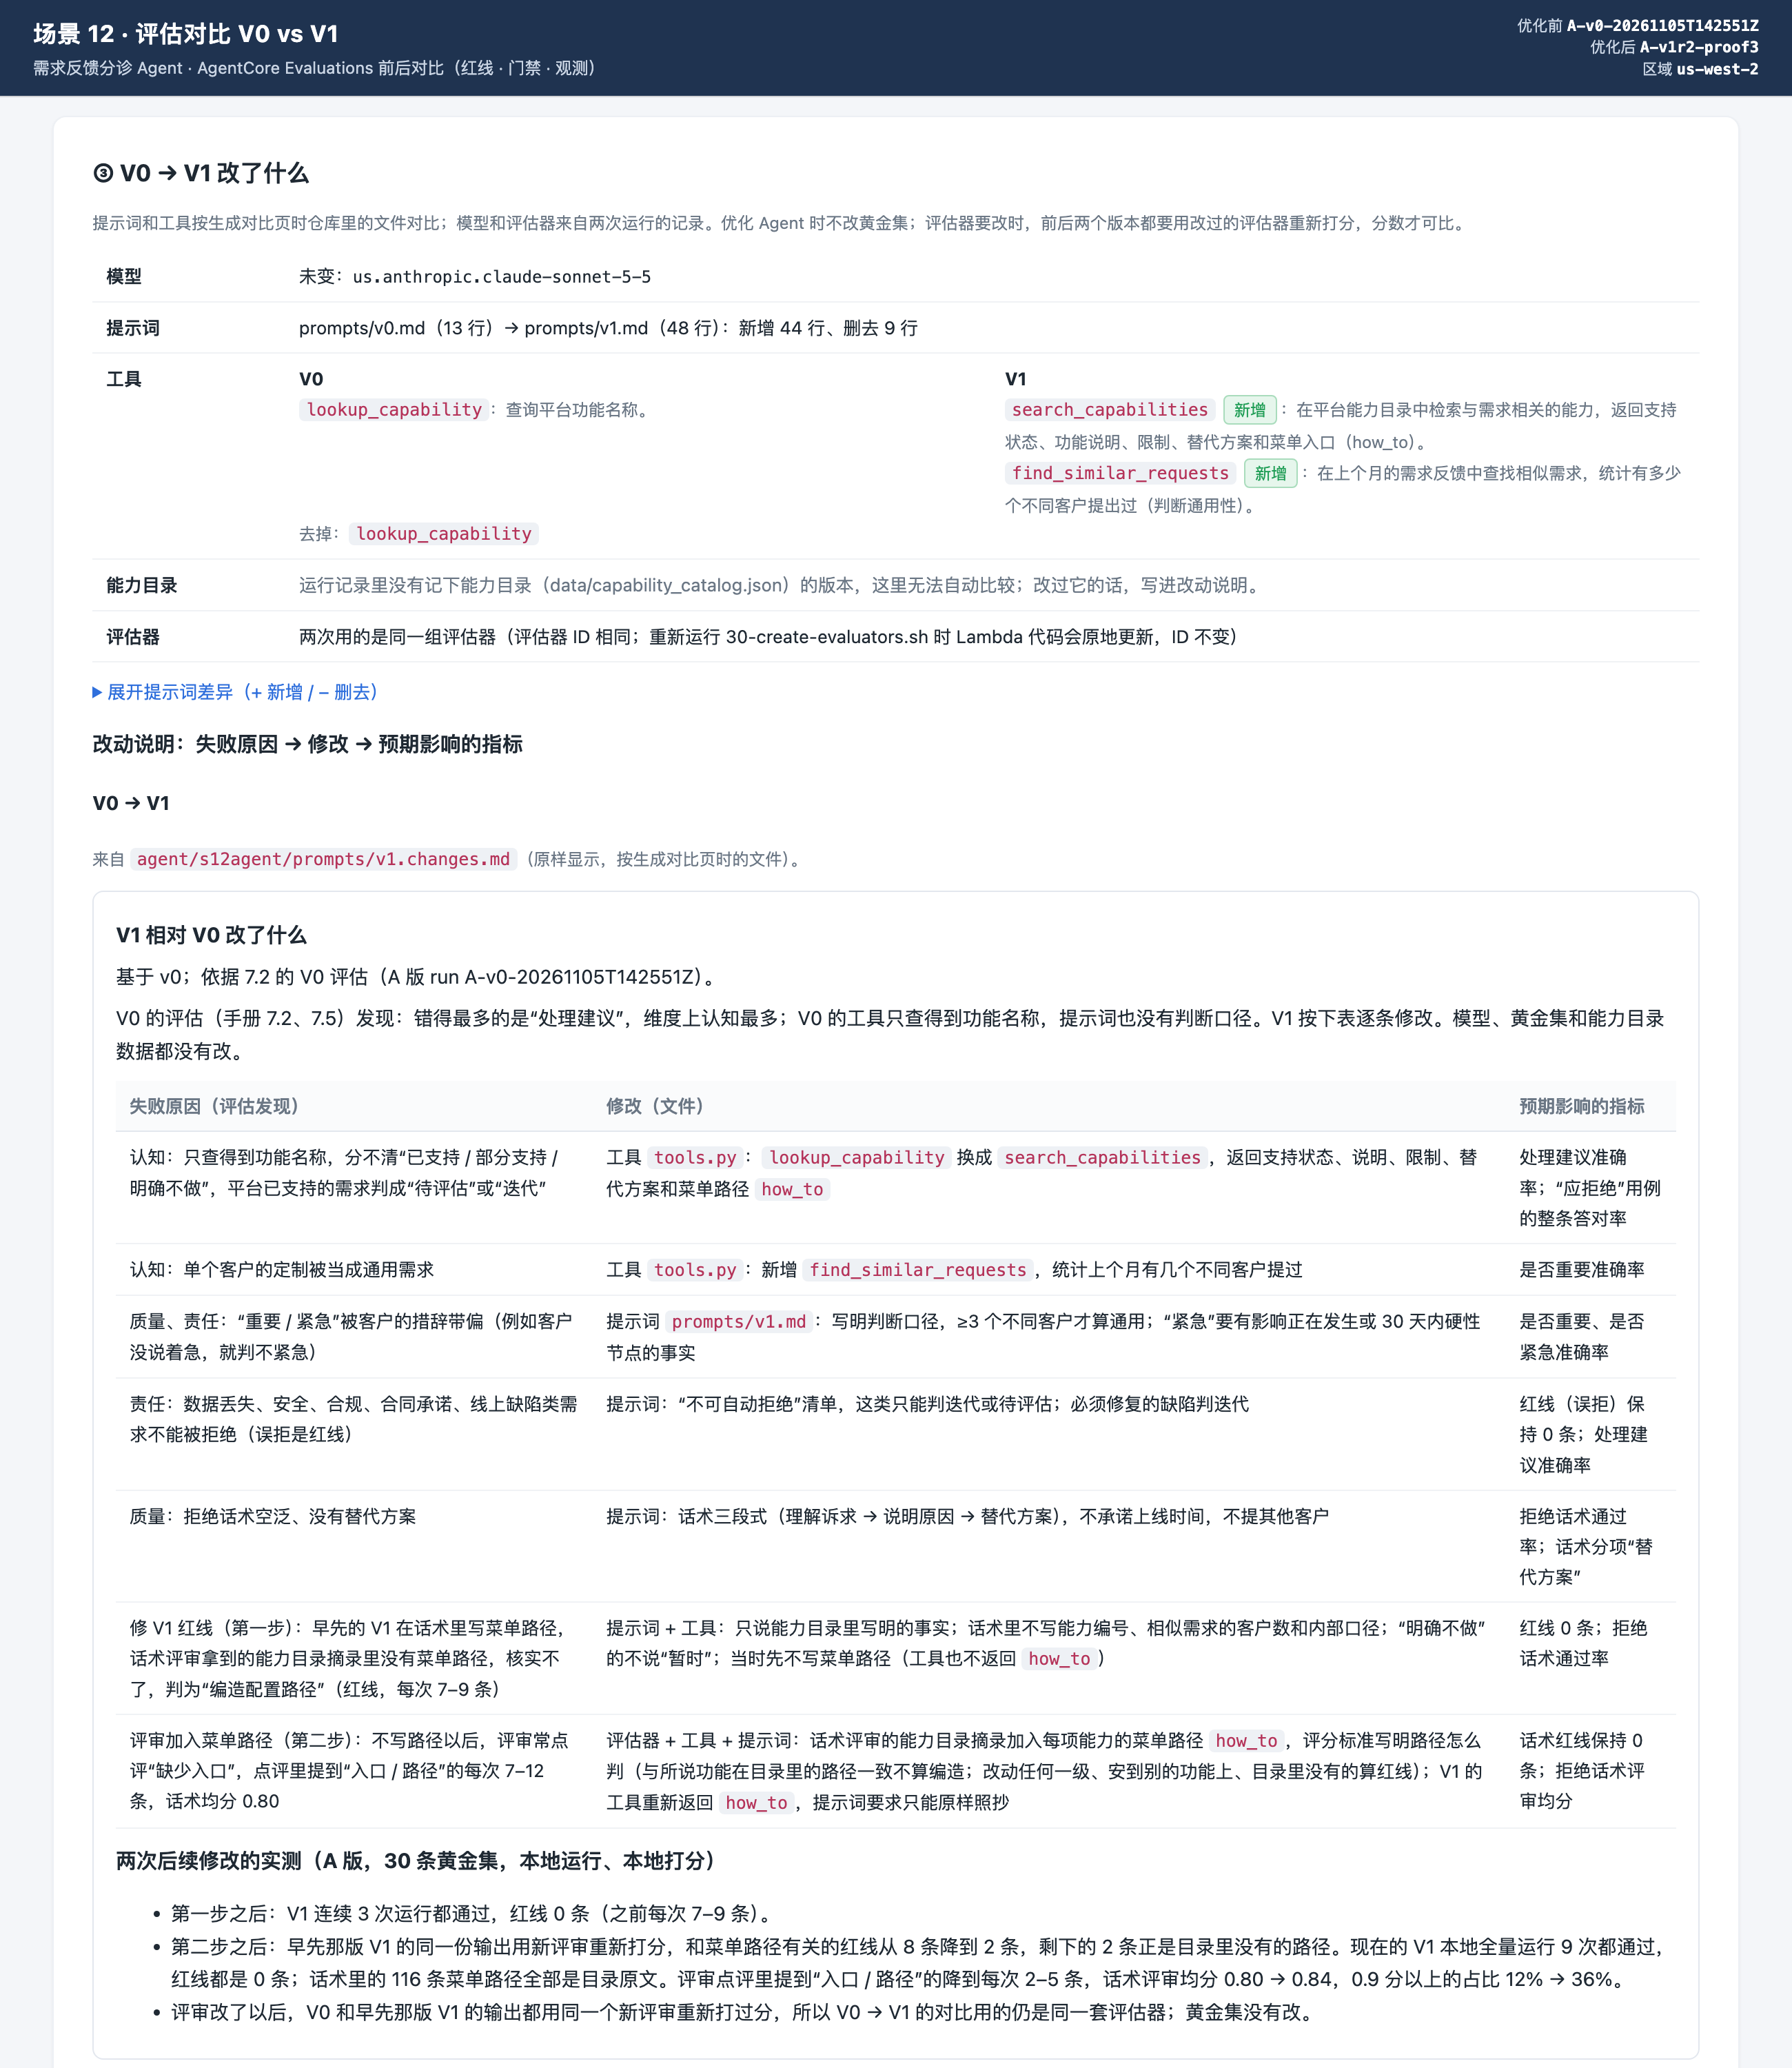 场景 12 · 评估对比 V0 vs V1
需求反馈分诊 Agent · AgentCore Evaluations 前后对比（红线 · 门禁 · 观测）
优化前 A-v0-20261105T142551Z
优化后 A-v1r2-proof3
区域 us-west-2
③ V0 → V1 改了什么
提示词和工具按生成对比页时仓库里的文件对比；模型和评估器来自两次运行的记录。优化 Agent 时不改黄金集；评估器要改时，前后两个版本都要用改过的评估器重新打分，分数才可比。
模型
未变：us.anthropic.claude-sonnet-5-5
提示词
prompts/v0.md（13 行）→ prompts/v1.md（48 行）：新增 44 行、删去 9 行
工具
V0
lookup_capability：查询平台功能名称。
V1
search_capabilities 新增：在平台能力目录中检索与需求相关的能力，返回支持
状态、功能说明、限制、替代方案和菜单入口（how_to）。
find_similar_requests 新增：在上个月的需求反馈中查找相似需求，统计有多少
个不同客户提出过（判断通用性）。
去掉：lookup_capability
能力目录
运行记录里没有记下能力目录（data/capability_catalog.json）的版本，这里无法自动比较；改过它的话，写进改动说明。
评估器
两次用的是同一组评估器（评估器 ID 相同；重新运行 30-create-evaluators.sh 时 Lambda 代码会原地更新，ID 不变）
▶ 展开提示词差异（+ 新增 / − 删去）
改动说明：失败原因 → 修改 → 预期影响的指标
V0 → V1
来自 agent/s12agent/prompts/v1.changes.md（原样显示，按生成对比页时的文件）。
V1 相对 V0 改了什么
基于 v0；依据 7.2 的 V0 评估（A 版 run A-v0-20261105T142551Z）。
V0 的评估（手册 7.2、7.5）发现：错得最多的是“处理建议”，维度上认知最多；V0 的工具只查得到功能名称，提示词也没有判断口径。V1 按下表逐条修改。模型、黄金集和能力目录
数据都没有改。
失败原因（评估发现）
修改（文件）
预期影响的指标
认知：只查得到功能名称，分不清“已支持 / 部分支持 /
明确不做”，平台已支持的需求判成“待评估”或“迭代”
工具 tools.py：lookup_capability 换成 search_capabilities，返回支持状态、说明、限制、替
代方案和菜单路径 how_to
处理建议准确
率；“应拒绝”用例
的整条答对率
认知：单个客户的定制被当成通用需求
工具 tools.py：新增 find_similar_requests，统计上个月有几个不同客户提过
是否重要准确率
质量、责任：“重要 / 紧急”被客户的措辞带偏（例如客户
没说着急，就判不紧急）
提示词 prompts/v1.md：写明判断口径，≥3 个不同客户才算通用；“紧急”要有影响正在发生或 30 天内硬性
节点的事实
是否重要、是否
紧急准确率
责任：数据丢失、安全、合规、合同承诺、线上缺陷类需
求不能被拒绝（误拒是红线）
提示词：“不可自动拒绝”清单，这类只能判迭代或待评估；必须修复的缺陷判迭代
红线（误拒）保
持 0 条；处理建
议准确率
质量：拒绝话术空泛、没有替代方案
提示词：话术三段式（理解诉求 → 说明原因 → 替代方案），不承诺上线时间，不提其他客户
拒绝话术通过
率；话术分项“替
代方案”
修 V1 红线（第一步）：早先的 V1 在话术里写菜单路径，
话术评审拿到的能力目录摘录里没有菜单路径，核实不
了，判为“编造配置路径”（红线，每次 7–9 条）
提示词 + 工具：只说能力目录里写明的事实；话术里不写能力编号、相似需求的客户数和内部口径；“明确不做”
的不说“暂时”；当时先不写菜单路径（工具也不返回 how_to）
红线 0 条；拒绝
话术通过率
评审加入菜单路径（第二步）：不写路径以后，评审常点
评“缺少入口”，点评里提到“入口 / 路径”的每次 7–12
条，话术均分 0.80
评估器 + 工具 + 提示词：话术评审的能力目录摘录加入每项能力的菜单路径 how_to，评分标准写明路径怎么
判（与所说功能在目录里的路径一致不算编造；改动任何一级、安到别的功能上、目录里没有的算红线）；V1 的
工具重新返回 how_to，提示词要求只能原样照抄
话术红线保持 0
条；拒绝话术评
审均分
两次后续修改的实测（A 版，30 条黄金集，本地运行、本地打分）
• 第一步之后：V1 连续 3 次运行都通过，红线 0 条（之前每次 7–9 条）。
• 第二步之后：早先那版 V1 的同一份输出用新评审重新打分，和菜单路径有关的红线从 8 条降到 2 条，剩下的 2 条正是目录里没有的路径。现在的 V1 本地全量运行 9 次都通过，
红线都是 0 条；话术里的 116 条菜单路径全部是目录原文。评审点评里提到“入口 / 路径”的降到每次 2–5 条，话术评审均分 0.80 → 0.84，0.9 分以上的占比 12% → 36%。
• 评审改了以后，V0 和早先那版 V1 的输出都用同一个新评审重新打过分，所以 V0 → V1 的对比用的仍是同一套评估器；黄金集没有改。